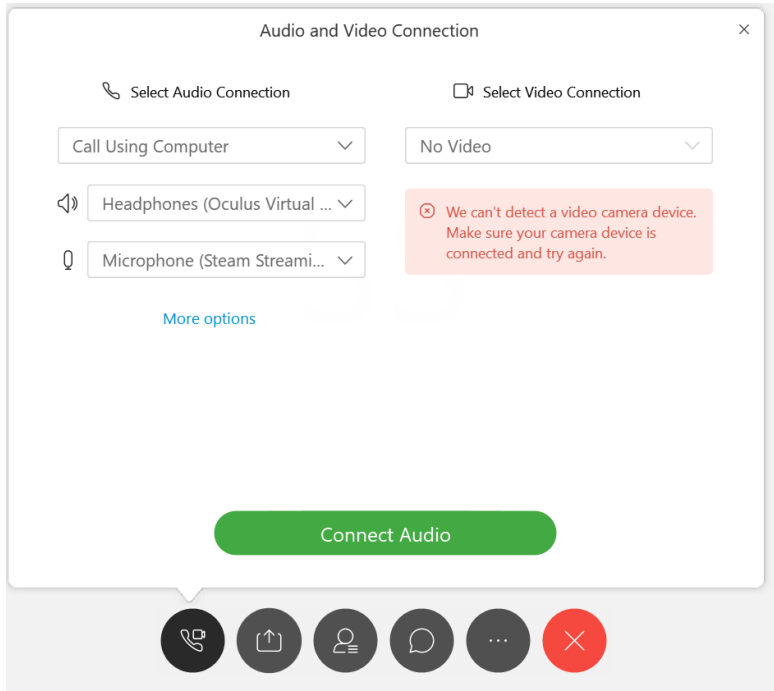 Audio and Video Connection
Select Audio Connection
Select Video Connection
Call Using Computer
No Video
Headphones (Oculus Virtual ...
We can't detect a video camera device.
Make sure your camera device is
connected and try again.
Microphone (Steam Streami...
More options
Connect Audio